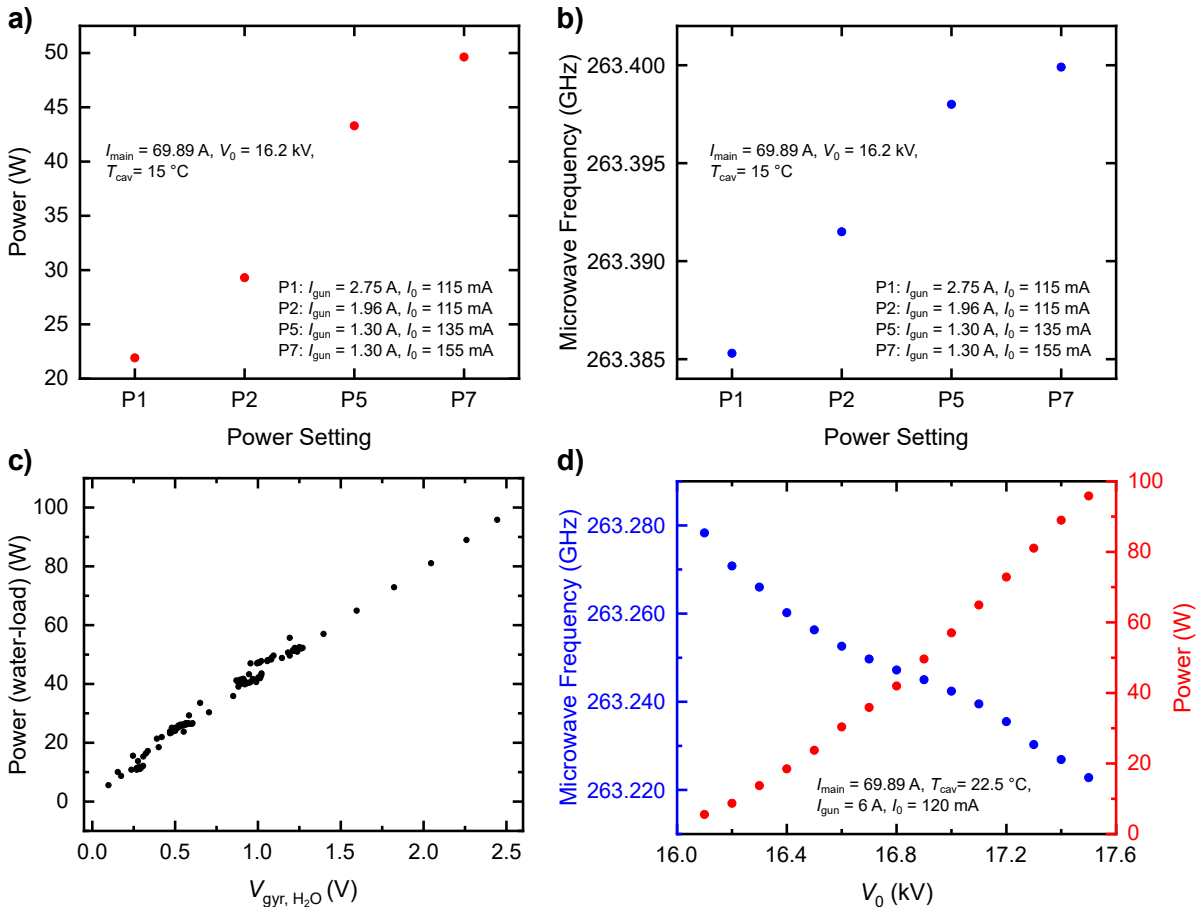 a)
Power (W)
50
45
40
35
30
25
20
I_main = 69.89 A, V_0 = 16.2 kV,
T_cav= 15 °C
P1: I_gun = 2.75 A, I_0 = 115 mA
P2: I_gun = 1.96 A, I_0 = 115 mA
P5: I_gun = 1.30 A, I_0 = 135 mA
P7: I_gun = 1.30 A, I_0 = 155 mA
P1 P2 P5 P7
Power Setting
b)
Microwave Frequency (GHz)
263.400
263.395
263.390
263.385
I_main = 69.89 A, V_0 = 16.2 kV,
T_cav= 15 °C
P1: I_gun = 2.75 A, I_0 = 115 mA
P2: I_gun = 1.96 A, I_0 = 115 mA
P5: I_gun = 1.30 A, I_0 = 135 mA
P7: I_gun = 1.30 A, I_0 = 155 mA
P1 P2 P5 P7
Power Setting
c)
Power (water-load) (W)
100
80
60
40
20
0
0.0 0.5 1.0 1.5 2.0 2.5
V_gyr, H2O (V)
d)
Microwave Frequency (GHz)
263.280
263.260
263.240
263.220
100
80
60
40
20
0
Power (W)
I_main = 69.89 A, T_cav= 22.5 °C,
I_gun = 6 A, I_0 = 120 mA
16.0 16.4 16.8 17.2 17.6
V_0 (kV)